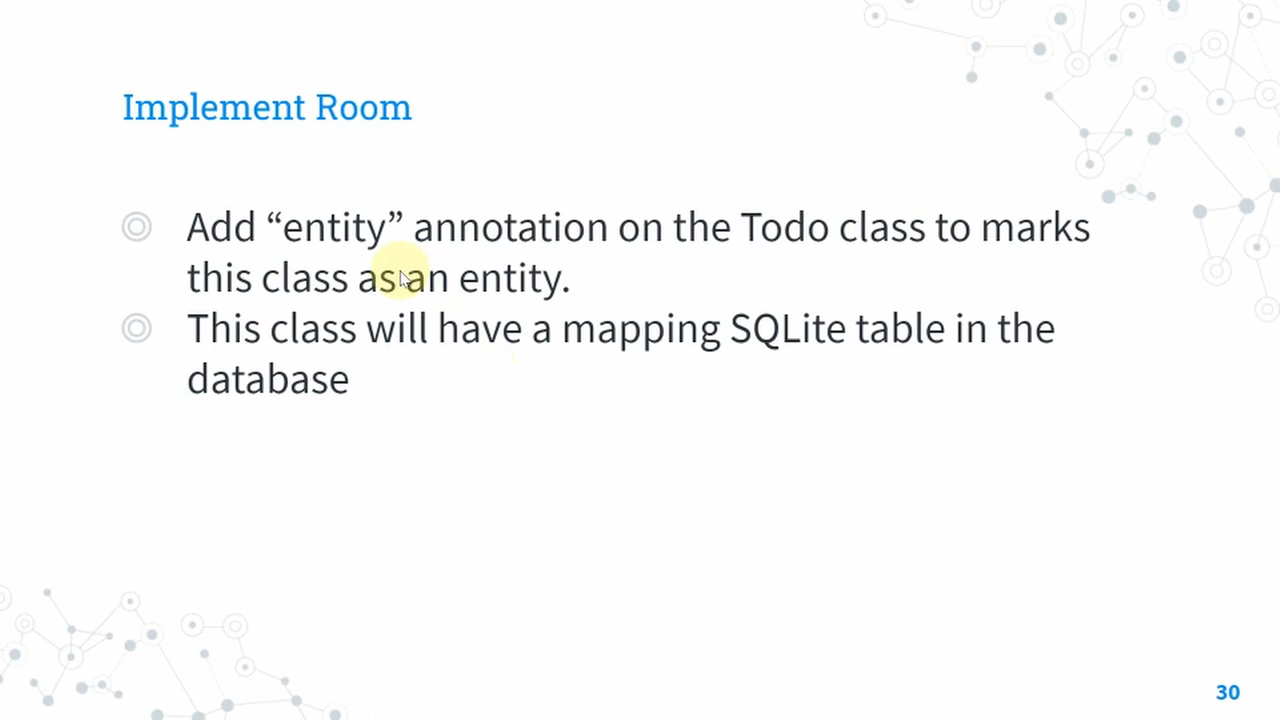 Implement Room
Add “entity” annotation on the Todo class to marks
this class as an entity.
This class will have a mapping SQLite table in the
database
30